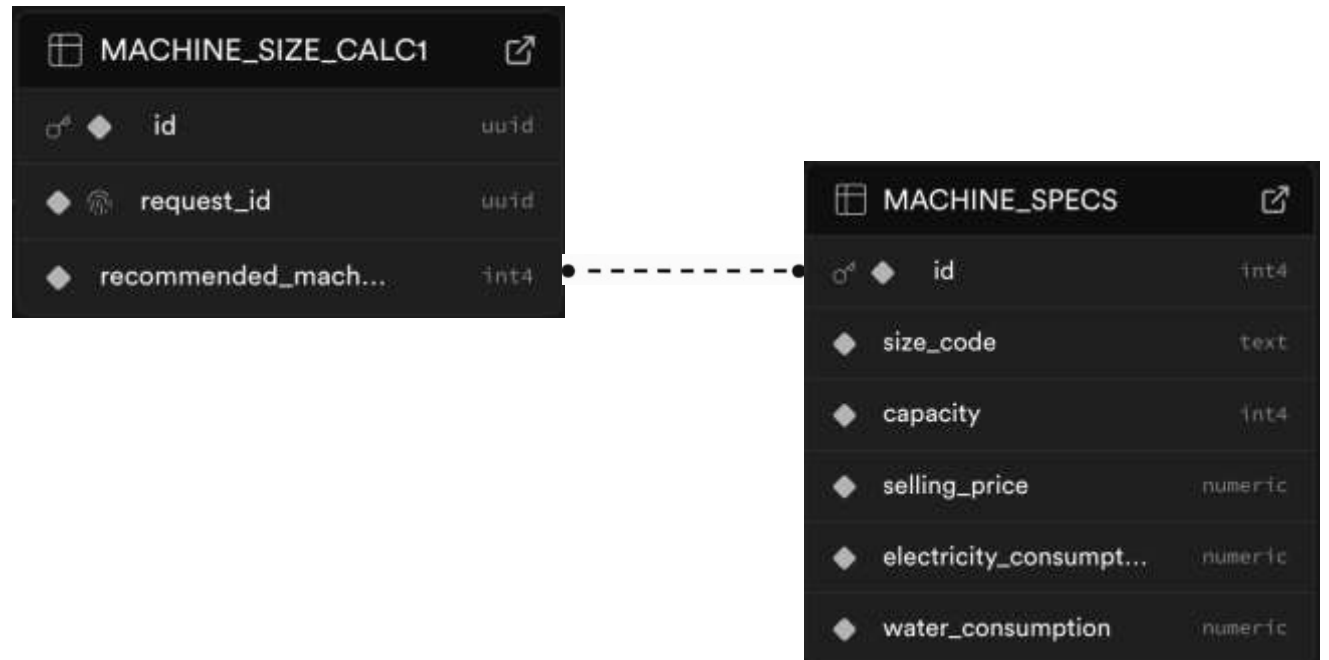 MACHINE_SIZE_CALC1
id uuid
request_id uuid
recommended_mach... int4
MACHINE_SPECS
id int4
size_code text
capacity int4
selling_price numeric
electricity_consumpt... numeric
water_consumption numeric